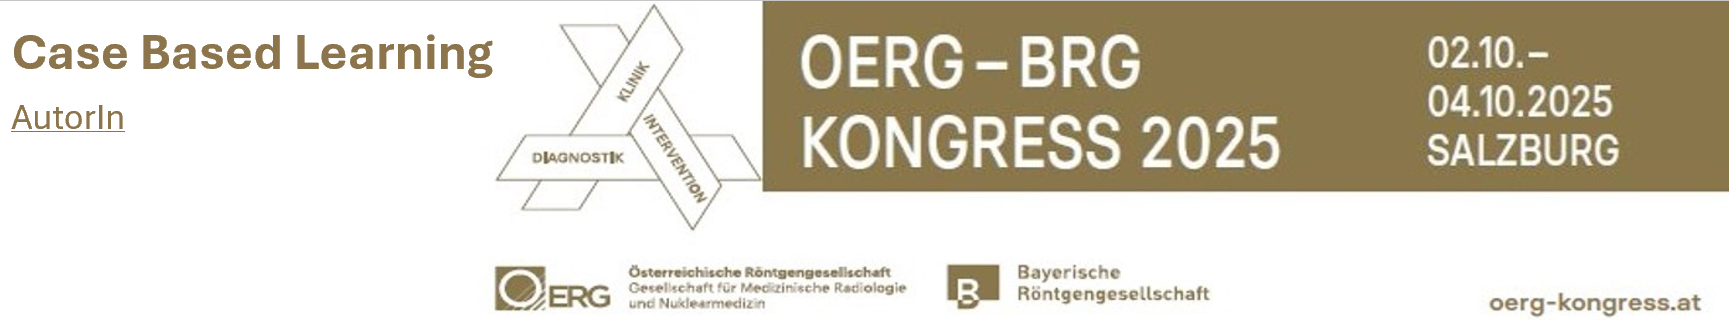 Case Based Learning
AutorIn
KLINIK
DIAGNOSTIK
INTERVENTION
OERG – BRG
KONGRESS 2025
02.10.–
04.10.2025
SALZBURG
OERG
Österreichische Röntgengesellschaft
Gesellschaft für Medizinische Radiologie
und Nuklearmedizin
B
Bayerische
Röntgengesellschaft
oerg-kongress.at